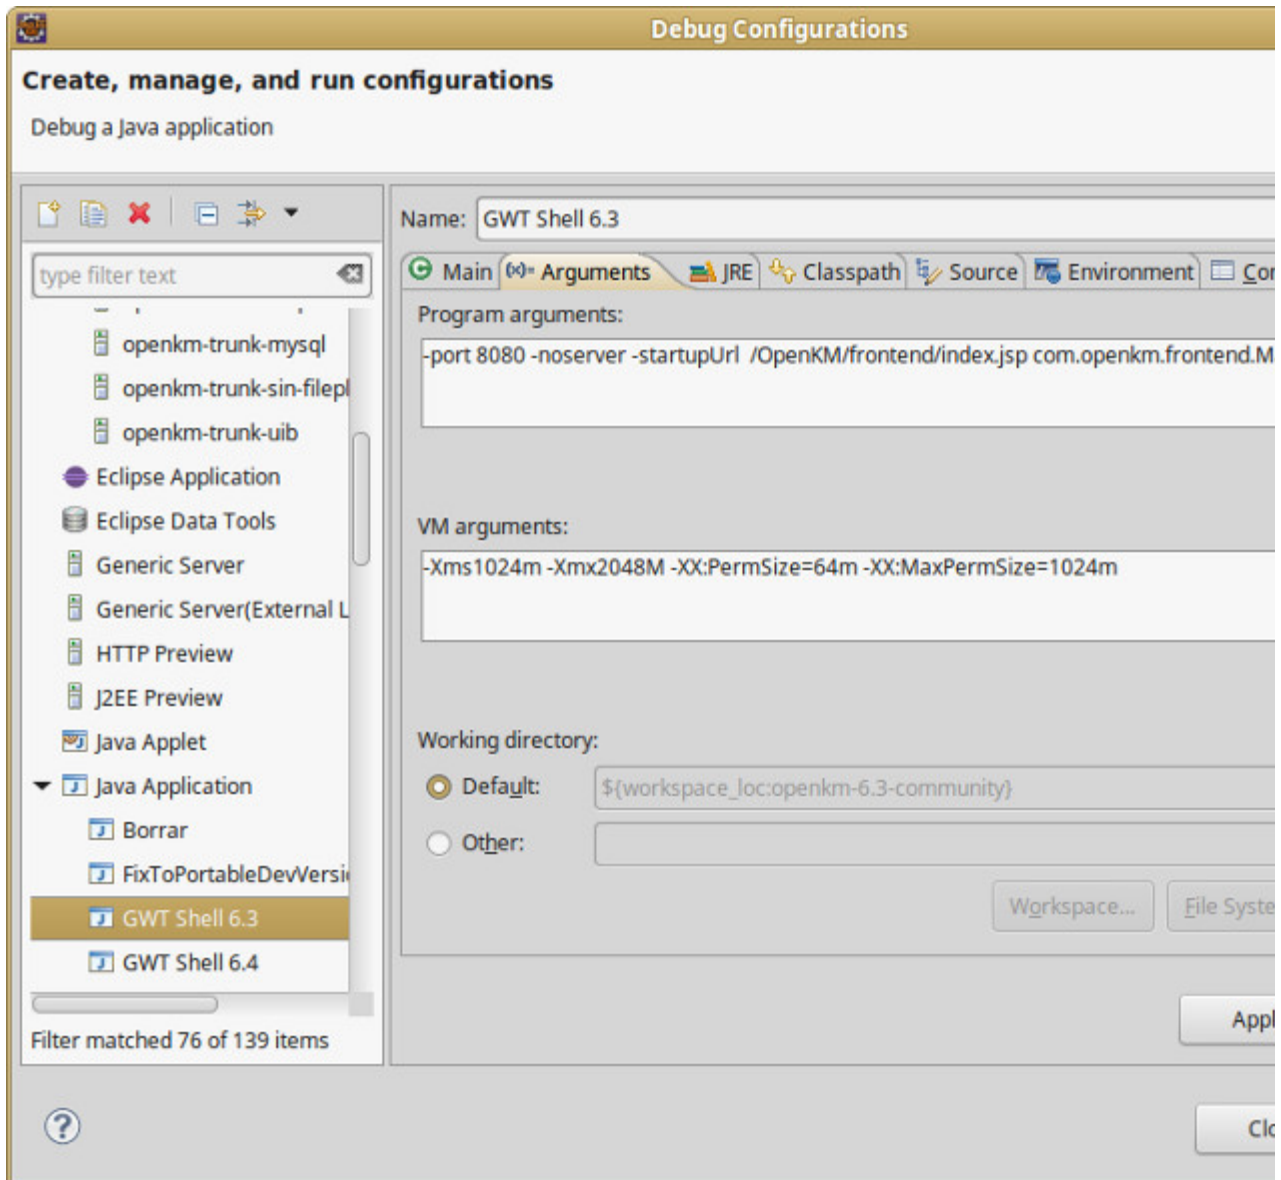 Debug Configurations
Create, manage, and run configurations
Debug a Java application
Name: GWT Shell 6.3
type filter text
Main (x)= Arguments JRE Classpath Source Environment
Program arguments:
-port 8080 -noserver -startupUrl /OpenKM/frontend/index.jsp com.openkm.frontend.M
openkm-trunk-mysql
openkm-trunk-sin-filepl
openkm-trunk-uib
Eclipse Application
Eclipse Data Tools
Generic Server
Generic Server(External L
HTTP Preview
J2EE Preview
Java Applet
Java Application
Borrar
FixToPortableDevVersi
GWT Shell 6.3
GWT Shell 6.4
Filter matched 76 of 139 items
VM arguments:
-Xms1024m -Xmx2048M -XX:PermSize=64m -XX:MaxPermSize=1024m
Working directory:
Default: ${workspace_loc:openkm-6.3-community}
Other:
Workspace... File Syste
Appl
Clo
?